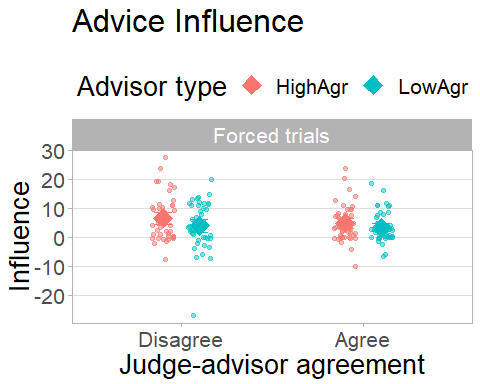 Advice Influence
Advisor type HighAgr LowAgr
Forced trials
Influence
30
20
10
0
-10
-20
Disagree Agree
Judge-advisor agreement